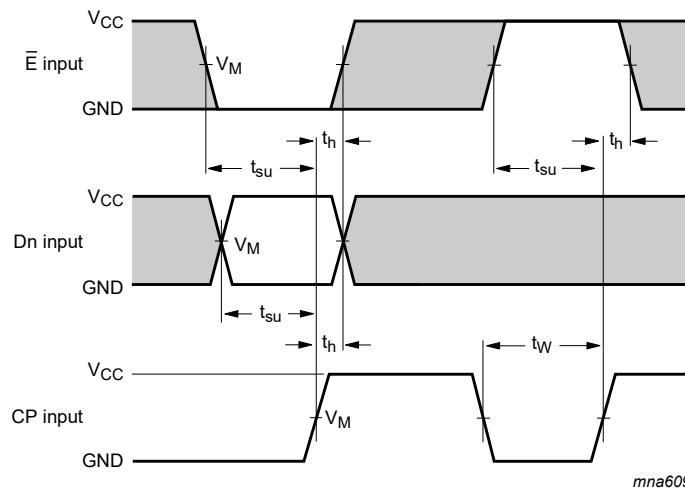 VCC
E̅ input
VM
GND
th
th
tsu
tsu
VCC
Dn input
VM
GND
tsu
th
tW
VCC
CP input
VM
GND
mna609